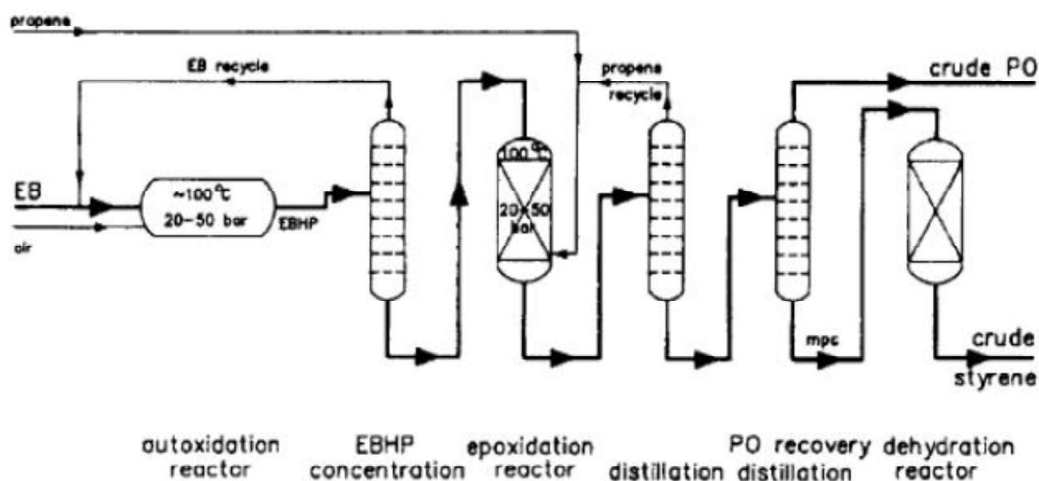 propene
EB recycle
propene
recycle
crude PO
EB
air
~100°C
20-50 bar
EBHP
100°C
20-50
bar
mpc
crude
styrene
autoxidation
reactor
EBHP
concentration
epoxidation
reactor
distillation
PO recovery
distillation
dehydration
reactor